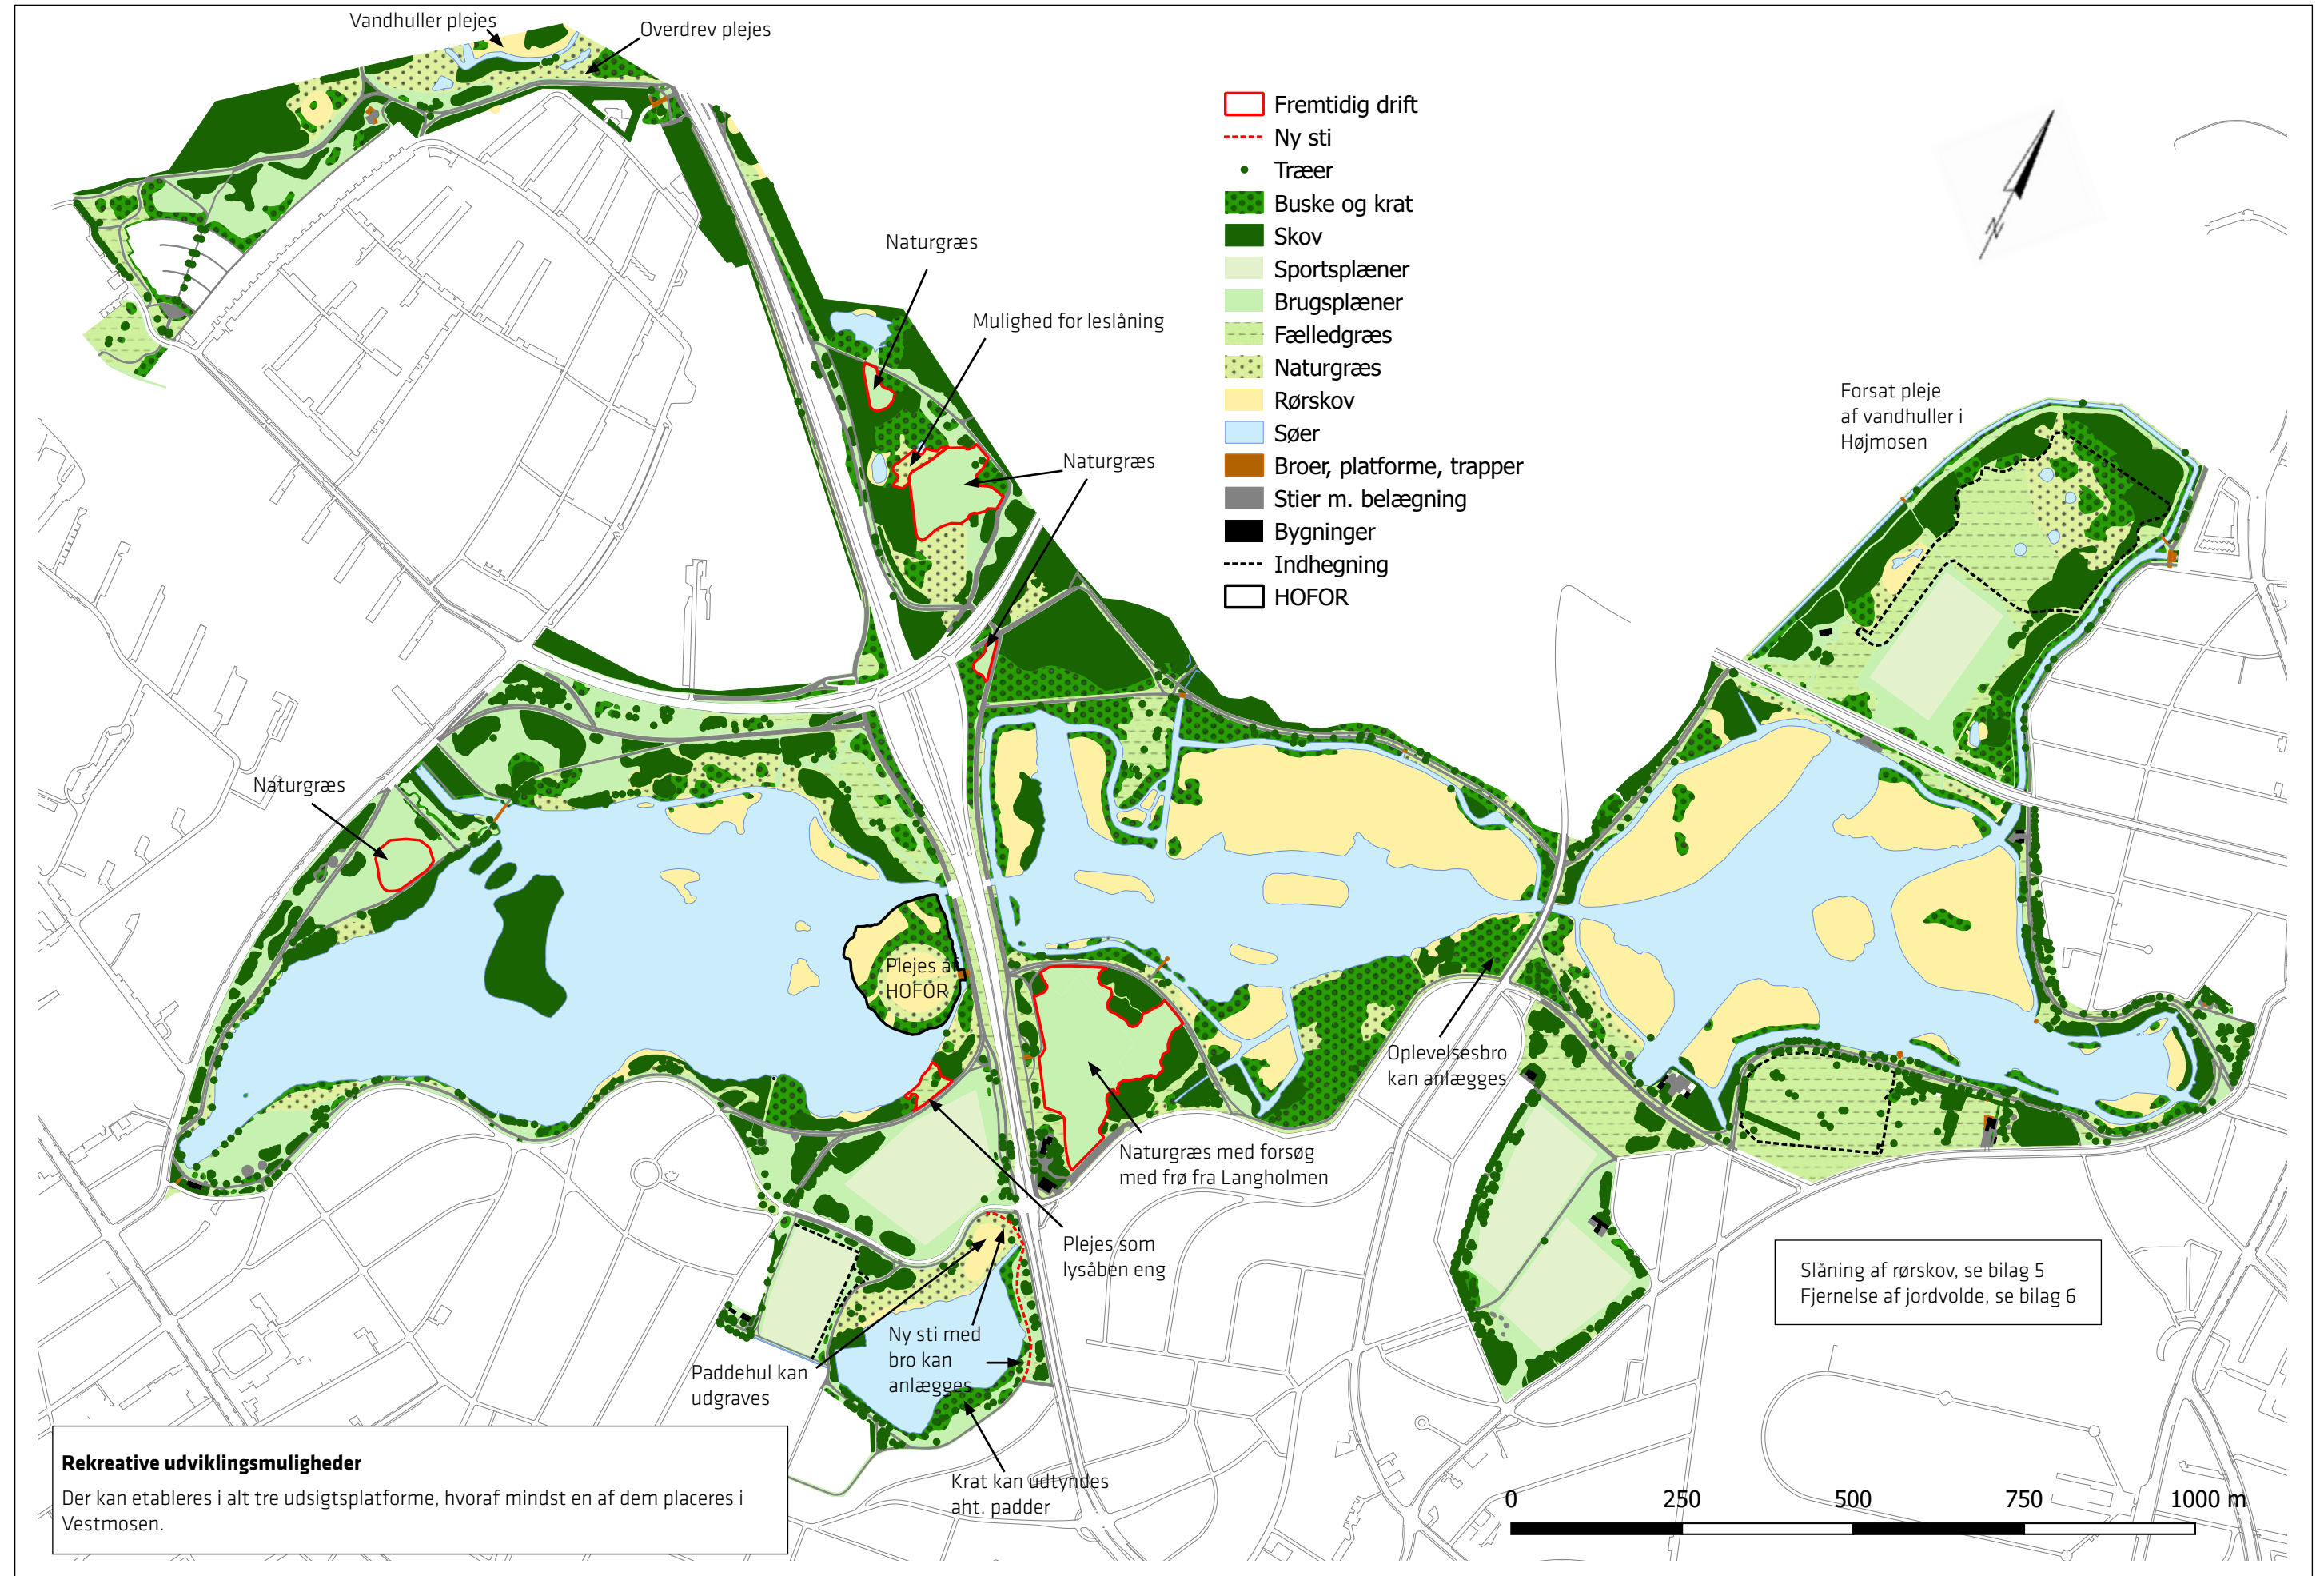 Vandhuller plejes
Overdrev plejes
Fremtidig drift
Ny sti
Træer
Buske og krat
Skov
Sportsplæner
Brugsplæner
Fælledgræs
Naturgræs
Rørskov
Søer
Broer, platforme, trapper
Stier m. belægning
Bygninger
Indhegning
HOFOR
N
Naturgræs
Mulighed for leslåning
Naturgræs
Forsat pleje
af vandhuller i
Højmosen
Naturgræs
Plejes af
HOFOR
Oplevelsesbro
kan anlægges
Naturgræs med forsøg
med frø fra Langholmen
Plejes som
lysåben eng
Ny sti med
bro kan
anlægges
Paddehul kan
udgraves
Krat kan udtyndes
aht. padder
Slåning af rørskov, se bilag 5
Fjernelse af jordvolde, se bilag 6
Rekreative udviklingsmuligheder
Der kan etableres i alt tre udsigtsplatforme, hvoraf mindst en af dem placeres i
Vestmosen.
0 250 500 750 1000 m